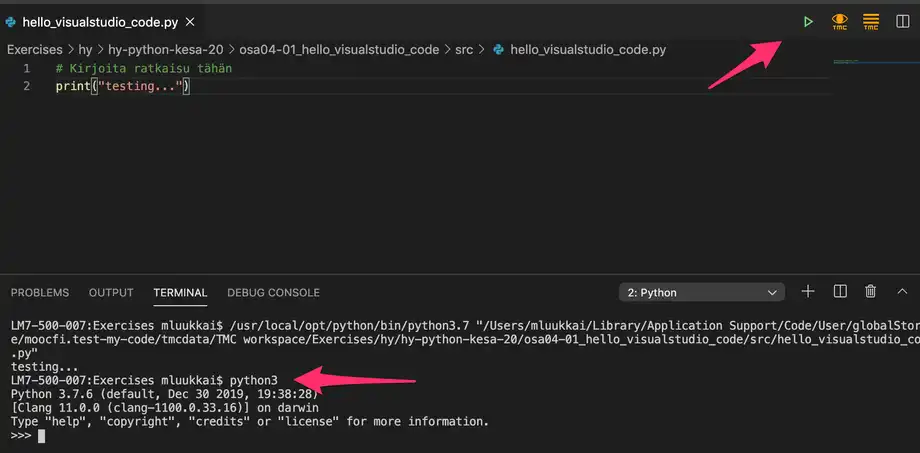 hello_visualstudio_code.py
TMC TMC
Exercises > hy > hy-python-kesa-20 > osa04-01_hello_visualstudio_code > src > hello_visualstudio_code.py
1 # Kirjoita ratkaisu tähän
2 print("testing...")
PROBLEMS OUTPUT TERMINAL DEBUG CONSOLE 2: Python
LM7-500-007:Exercises mluukkai$ /usr/local/opt/python/bin/python3.7 "/Users/mluukkai/Library/Application Support/Code/User/globalStor
e/moocfi.test-my-code/tmcdata/TMC workspace/Exercises/hy/hy-python-kesa-20/osa04-01_hello_visualstudio_code/src/hello_visualstudio_co
.py"
testing...
LM7-500-007:Exercises mluukkai$ python3
Python 3.7.6 (default, Dec 30 2019, 19:38:28)
[Clang 11.0.0 (clang-1100.0.33.16)] on darwin
Type "help", "copyright", "credits" or "license" for more information.
>>>